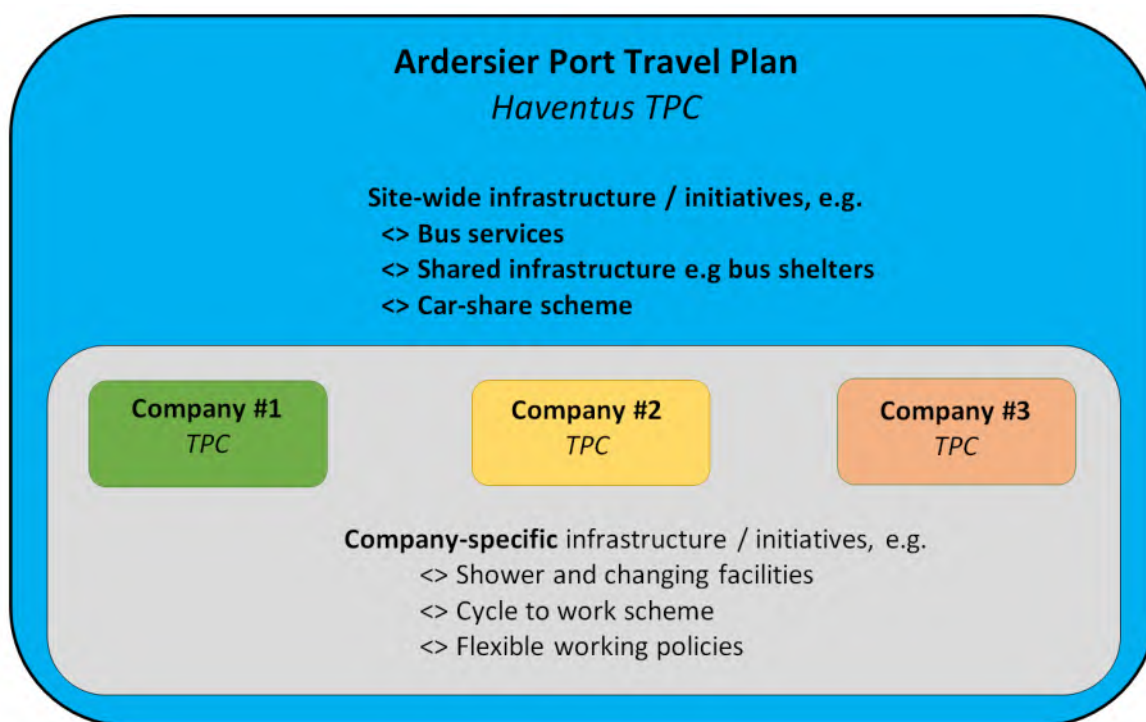 Ardersier Port Travel Plan
Haventus TPC
Site-wide infrastructure / initiatives, e.g.
<> Bus services
<> Shared infrastructure e.g bus shelters
<> Car-share scheme
Company #1
TPC
Company #2
TPC
Company #3
TPC
Company-specific infrastructure / initiatives, e.g.
<> Shower and changing facilities
<> Cycle to work scheme
<> Flexible working policies